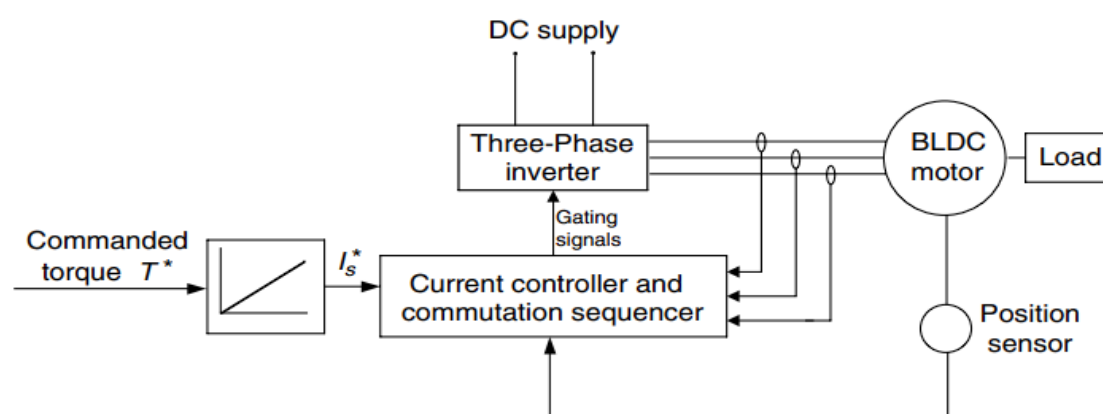 DC supply
Three-Phase
inverter
BLDC
motor
Load
Gating
signals
Commanded
torque T*
I_s^*
Current controller and
commutation sequencer
Position
sensor